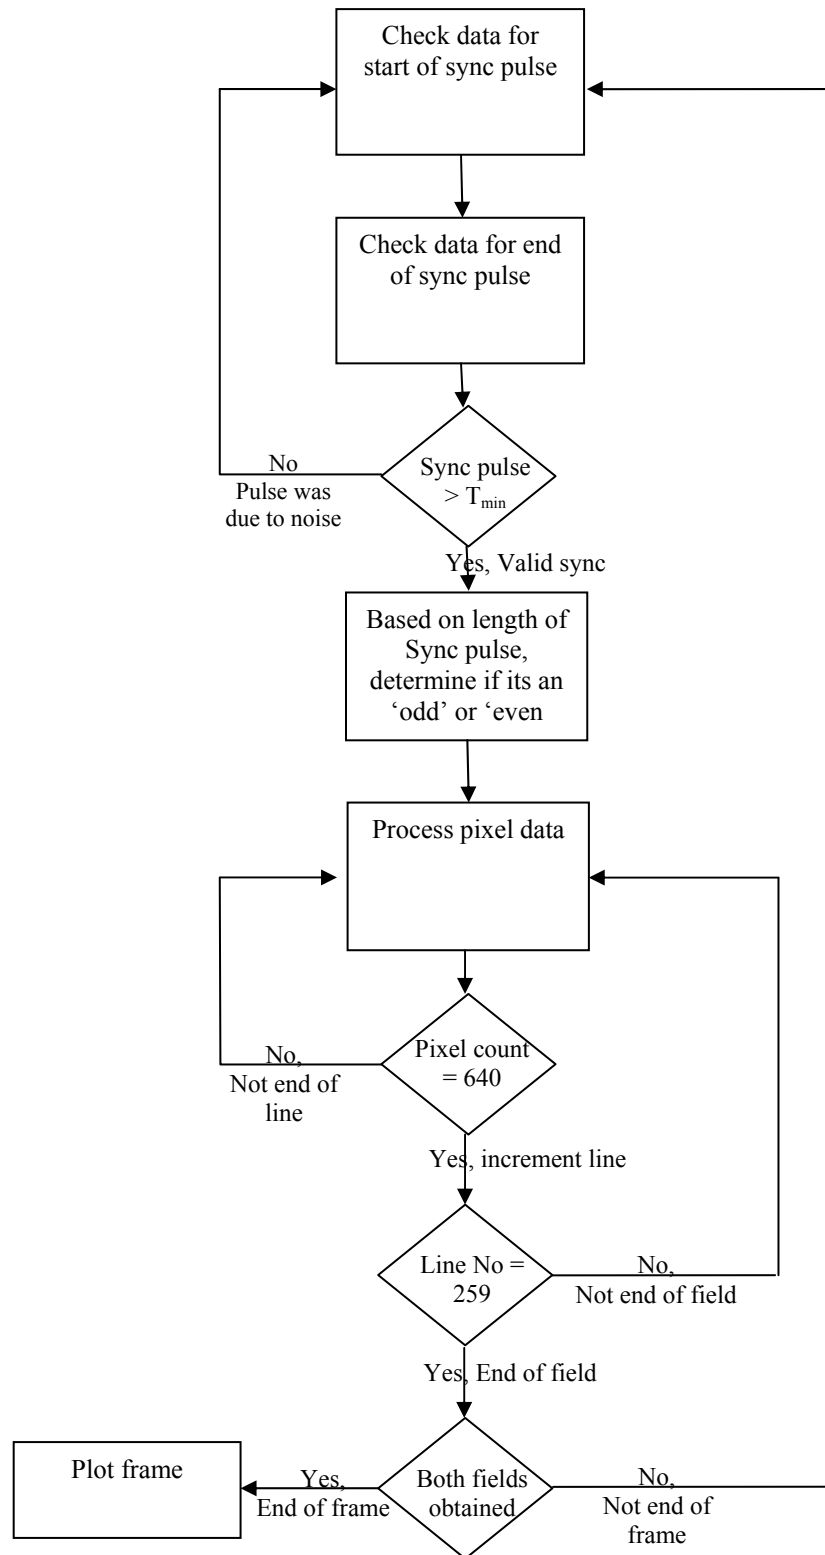 Check data for
start of sync pulse
Check data for end
of sync pulse
Sync pulse
> Tmin
No
Pulse was
due to noise
Yes, Valid sync
Based on length of
Sync pulse,
determine if its an
‘odd’ or ‘even
Process pixel data
Pixel count
= 640
No,
Not end of
line
Yes, increment line
Line No =
259
No,
Not end of field
Yes, End of field
Both fields
obtained
Yes,
End of frame
Plot frame
No,
Not end of
frame